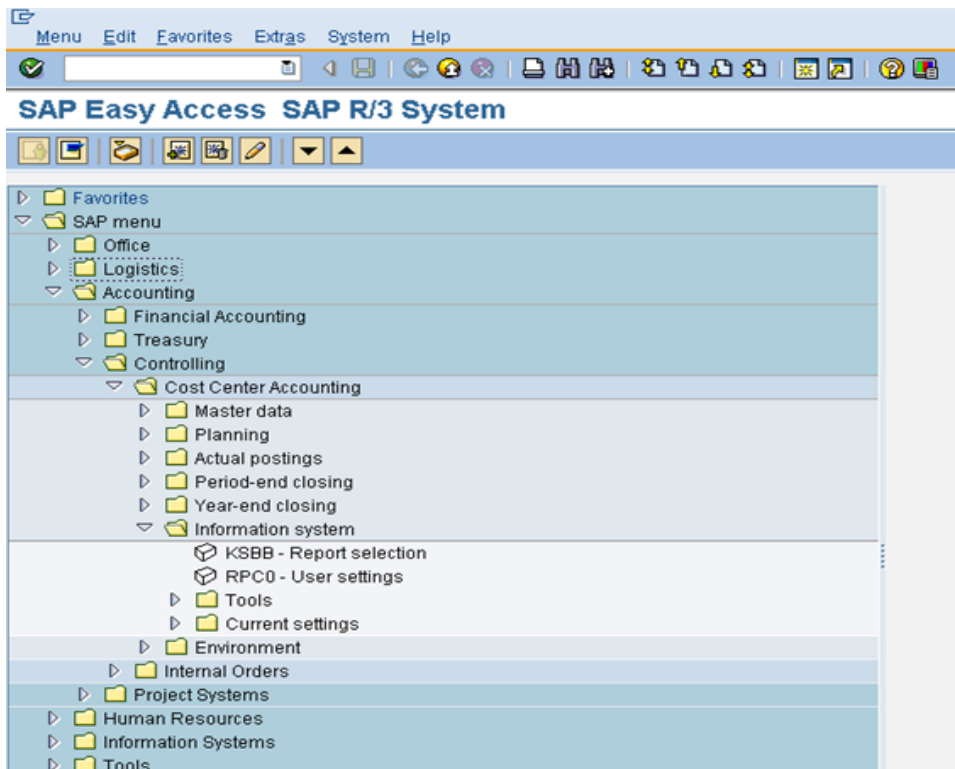 Menu Edit Favorites Extras System Help
SAP Easy Access SAP R/3 System
Favorites
SAP menu
Office
Logistics
Accounting
Financial Accounting
Treasury
Controlling
Cost Center Accounting
Master data
Planning
Actual postings
Period-end closing
Year-end closing
Information system
KSBB - Report selection
RPC0 - User settings
Tools
Current settings
Environment
Internal Orders
Project Systems
Human Resources
Information Systems
Tools